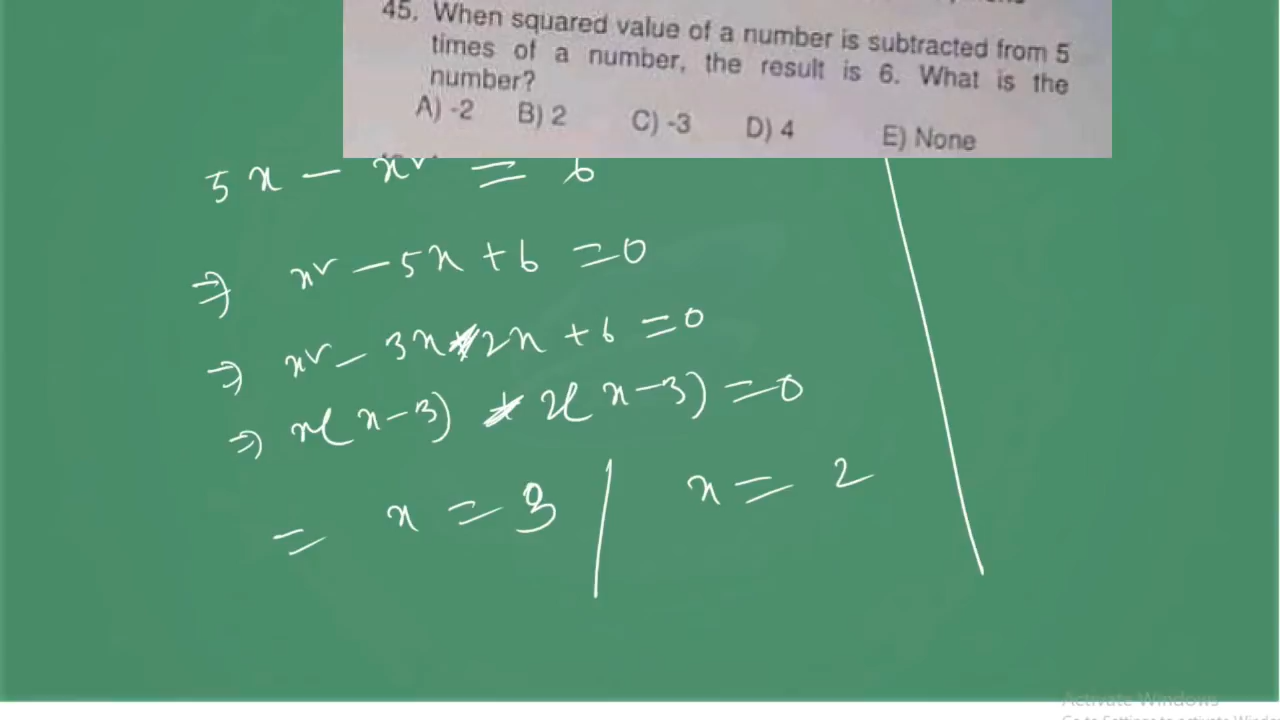 45. When squared value of a number is subtracted from 5
times of a number, the result is 6. What is the
number?
A) -2 B) 2 C) -3 D) 4 E) None
5x - x² = 6
⇒ x² - 5x + 6 = 0
⇒ x² - 3x - 2x + 6 = 0
⇒ x(x-3) - 2(x-3) = 0
= x = 3 | x = 2
Activate Windows